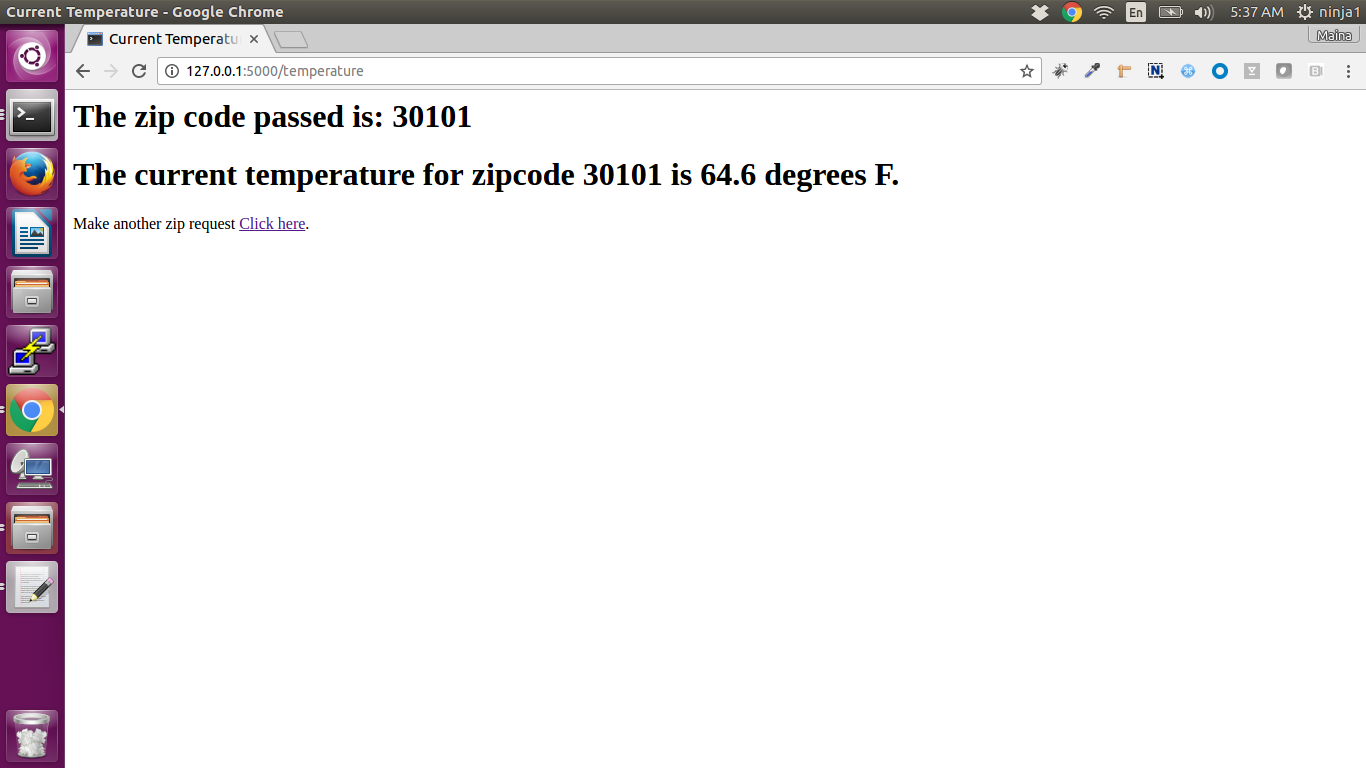 Current Temperature - Google Chrome
En
5:37 AM
ninja1
Current Temperatu
Maina
127.0.0.1:5000/temperature
The zip code passed is: 30101
The current temperature for zipcode 30101 is 64.6 degrees F.
Make another zip request Click here.